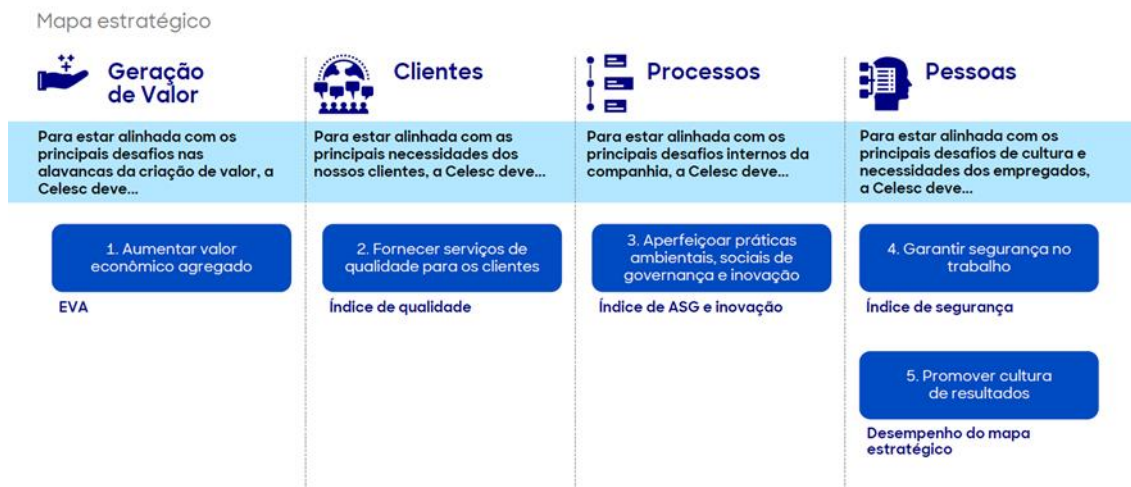 Mapa estratégico
Geração
de Valor
Para estar alinhada com os
principais desafios nas
alavancas da criação de valor, a
Celesc deve...
1. Aumentar valor
econômico agregado
EVA
Clientes
Para estar alinhada com as
principais necessidades dos
nossos clientes, a Celesc deve...
2. Fornecer serviços de
qualidade para os clientes
Índice de qualidade
Processos
Para estar alinhada com os
principais desafios internos da
companhia, a Celesc deve...
3. Aperfeiçoar práticas
ambientais, sociais de
governança e inovação
Índice de ASG e inovação
Pessoas
Para estar alinhada com os
principais desafios de cultura e
necessidades dos empregados,
a Celesc deve...
4. Garantir segurança no
trabalho
Índice de segurança
5. Promover cultura
de resultados
Desempenho do mapa
estratégico